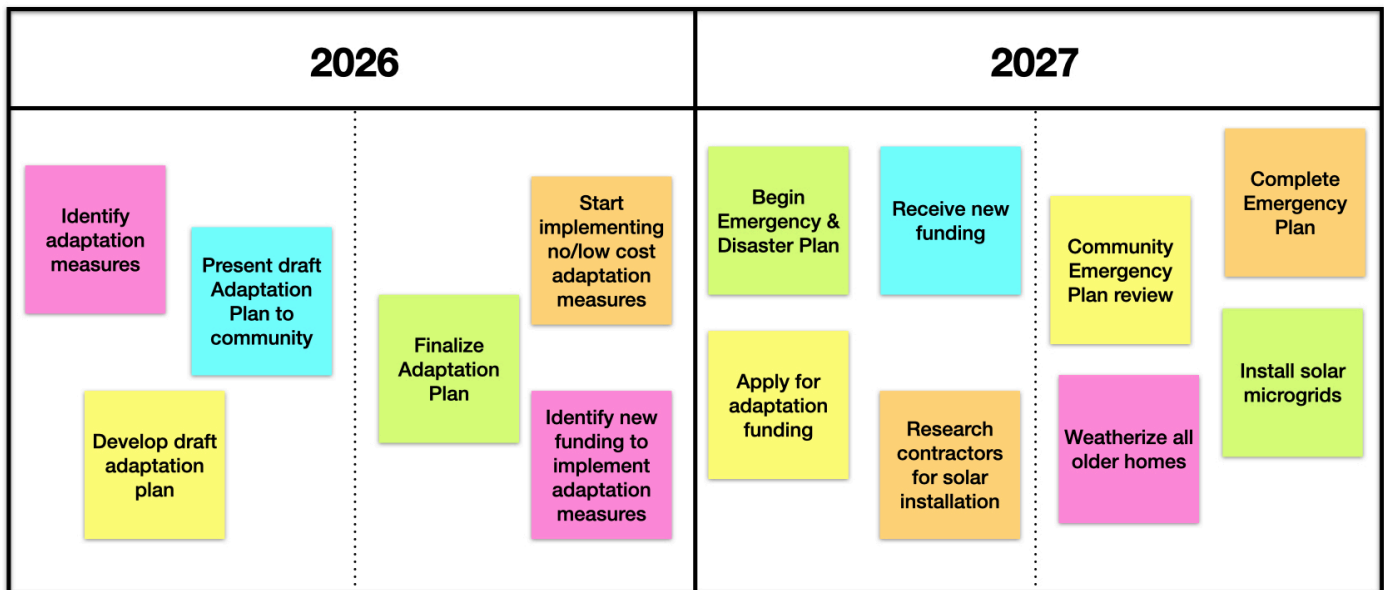 2026
2027
Identify
adaptation
measures
Present draft
Adaptation
Plan to
community
Develop draft
adaptation
plan
Finalize
Adaptation
Plan
Start
implementing
no/low cost
adaptation
measures
Identify new
funding to
implement
adaptation
measures
Begin
Emergency &
Disaster Plan
Apply for
adaptation
funding
Receive new
funding
Research
contractors
for solar
installation
Community
Emergency
Plan review
Weatherize all
older homes
Complete
Emergency
Plan
Install solar
microgrids